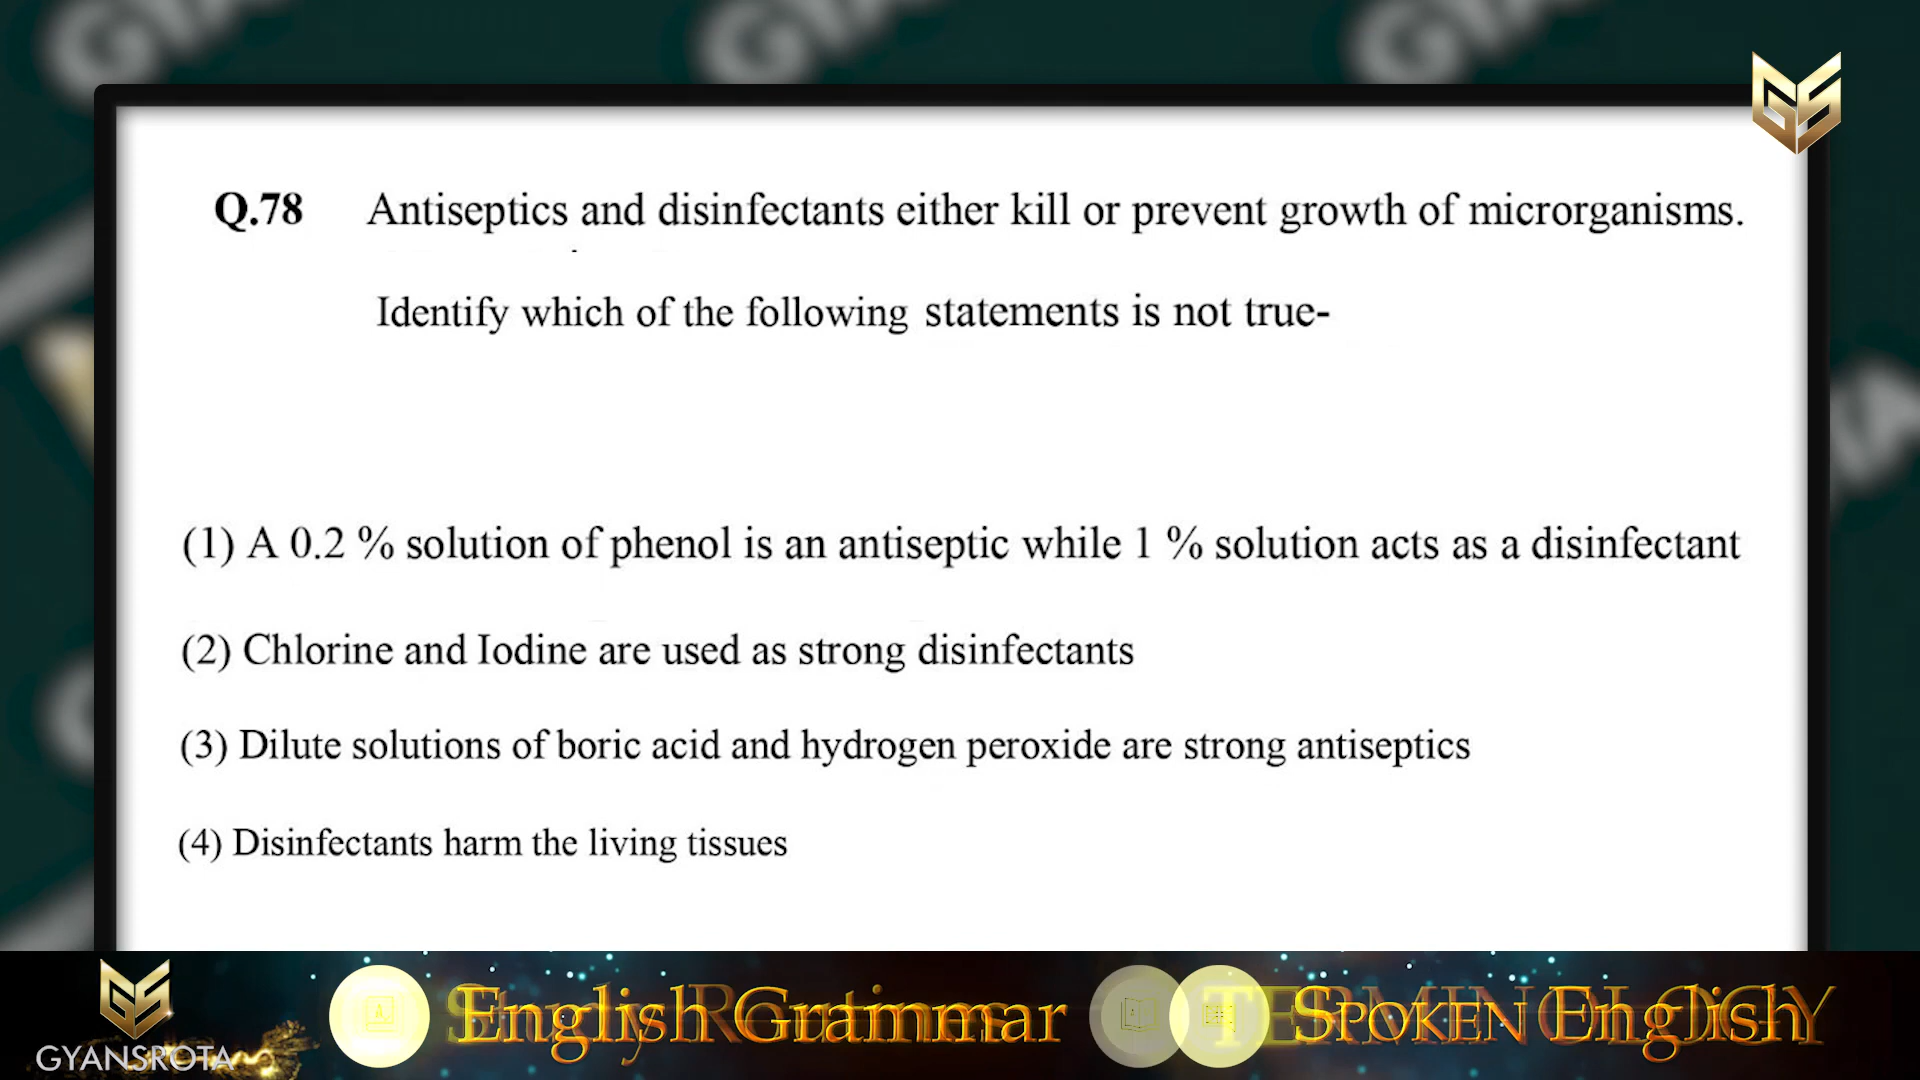 Q.78 Antiseptics and disinfectants either kill or prevent growth of microrganisms.
Identify which of the following statements is not true-
(1) A 0.2 % solution of phenol is an antiseptic while 1 % solution acts as a disinfectant
(2) Chlorine and Iodine are used as strong disinfectants
(3) Dilute solutions of boric acid and hydrogen peroxide are strong antiseptics
(4) Disinfectants harm the living tissues
GYANSROTA
English Grammar
SPOKEN English
TERMINOLOGY